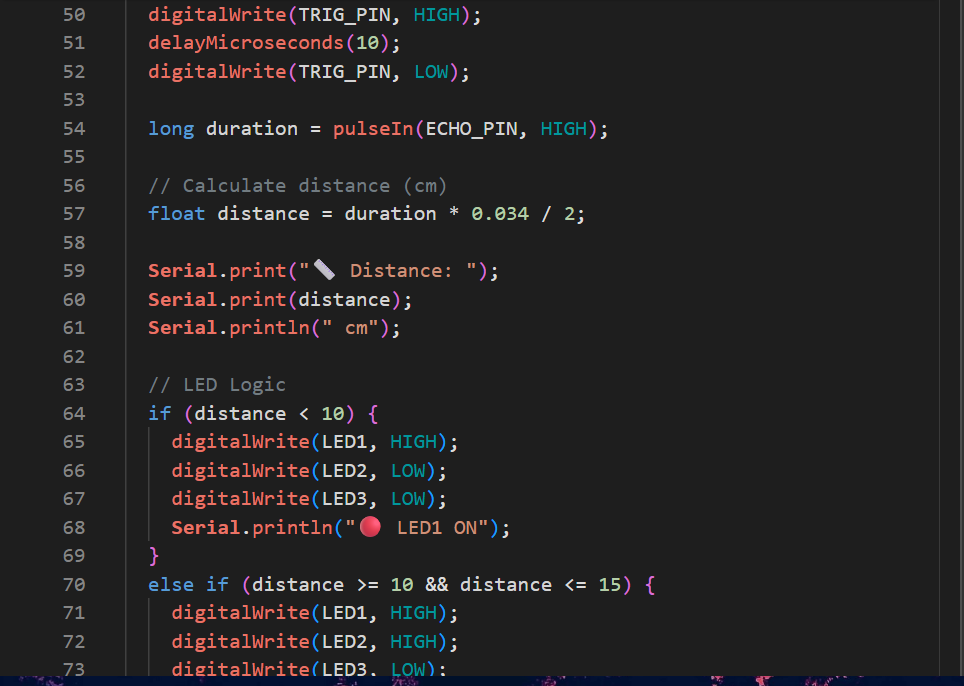 50 digitalWrite(TRIG_PIN, HIGH);
51 delayMicroseconds(10);
52 digitalWrite(TRIG_PIN, LOW);
53
54 long duration = pulseIn(ECHO_PIN, HIGH);
55
56 // Calculate distance (cm)
57 float distance = duration * 0.034 / 2;
58
59 Serial.print("📏 Distance: ");
60 Serial.print(distance);
61 Serial.println(" cm");
62
63 // LED Logic
64 if (distance < 10) {
65   digitalWrite(LED1, HIGH);
66   digitalWrite(LED2, LOW);
67   digitalWrite(LED3, LOW);
68   Serial.println("🔴 LED1 ON");
69 }
70 else if (distance >= 10 && distance <= 15) {
71   digitalWrite(LED1, HIGH);
72   digitalWrite(LED2, HIGH);
73   digitalWrite(LED3, LOW);